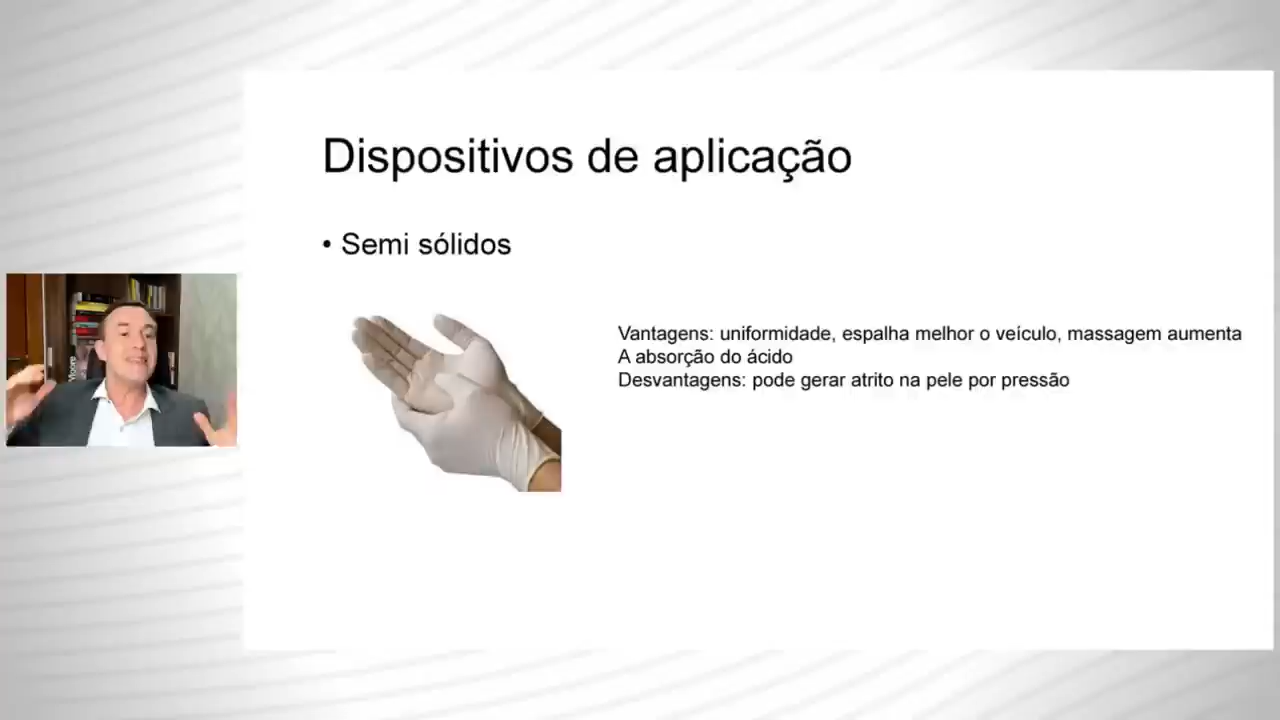 Dispositivos de aplicação
• Semi sólidos
Vantagens: uniformidade, espalha melhor o veículo, massagem aumenta
A absorção do ácido
Desvantagens: pode gerar atrito na pele por pressão
Moore